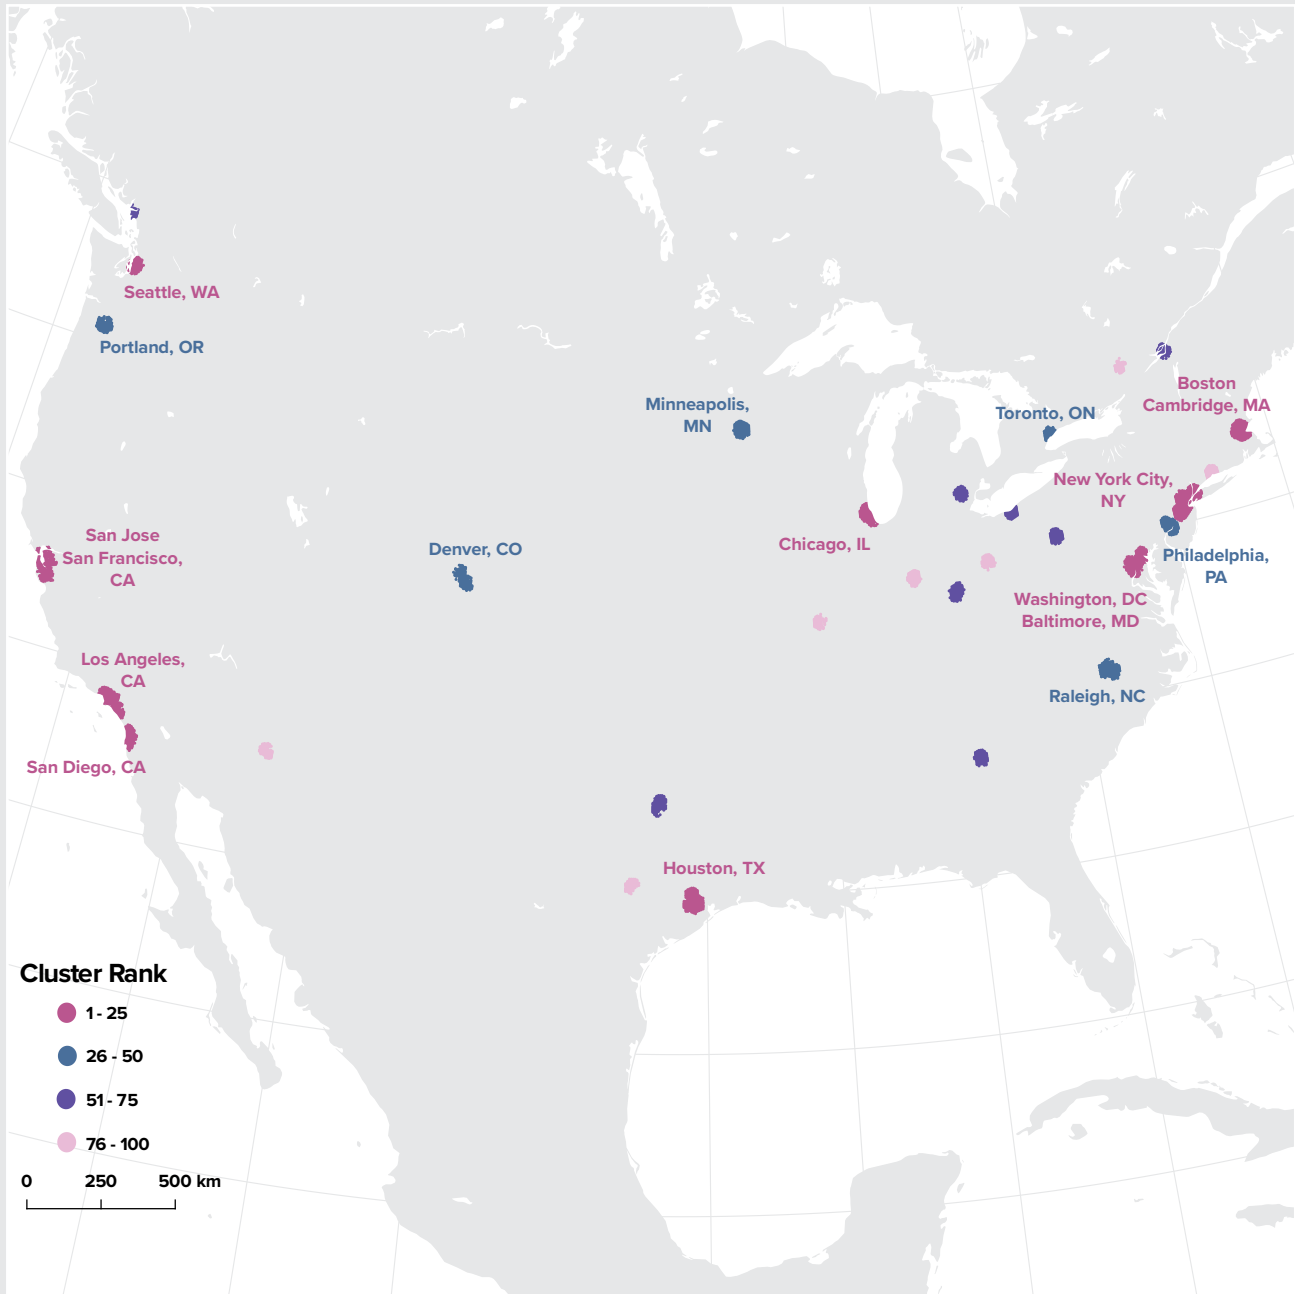 Seattle, WA
Portland, OR
Minneapolis,
MN
Toronto, ON
Boston
Cambridge, MA
New York City,
NY
San Jose
San Francisco,
CA
Denver, CO
Chicago, IL
Philadelphia,
PA
Washington, DC
Baltimore, MD
Los Angeles,
CA
Raleigh, NC
San Diego, CA
Houston, TX
Cluster Rank
1 - 25
26 - 50
51 - 75
76 - 100
0 250 500 km